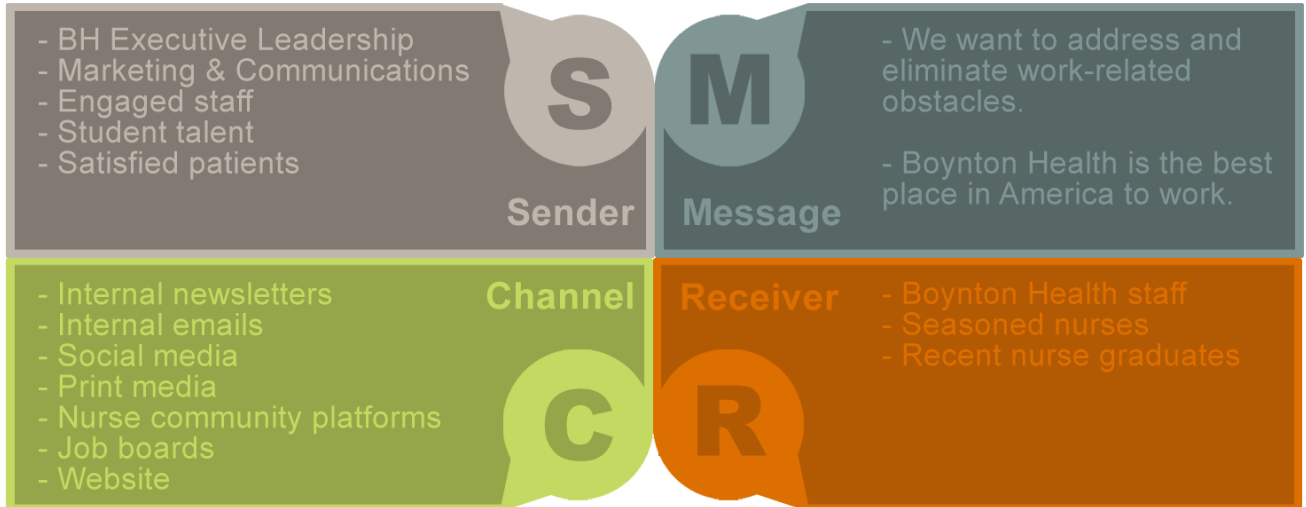 - BH Executive Leadership
- Marketing & Communications
- Engaged staff
- Student talent
- Satisfied patients
S
Sender
M
Message
- We want to address and
eliminate work-related
obstacles.
- Boynton Health is the best
place in America to work.
- Internal newsletters
- Internal emails
- Social media
- Print media
- Nurse community platforms
- Job boards
- Website
Channel
C
Receiver
R
- Boynton Health staff
- Seasoned nurses
- Recent nurse graduates